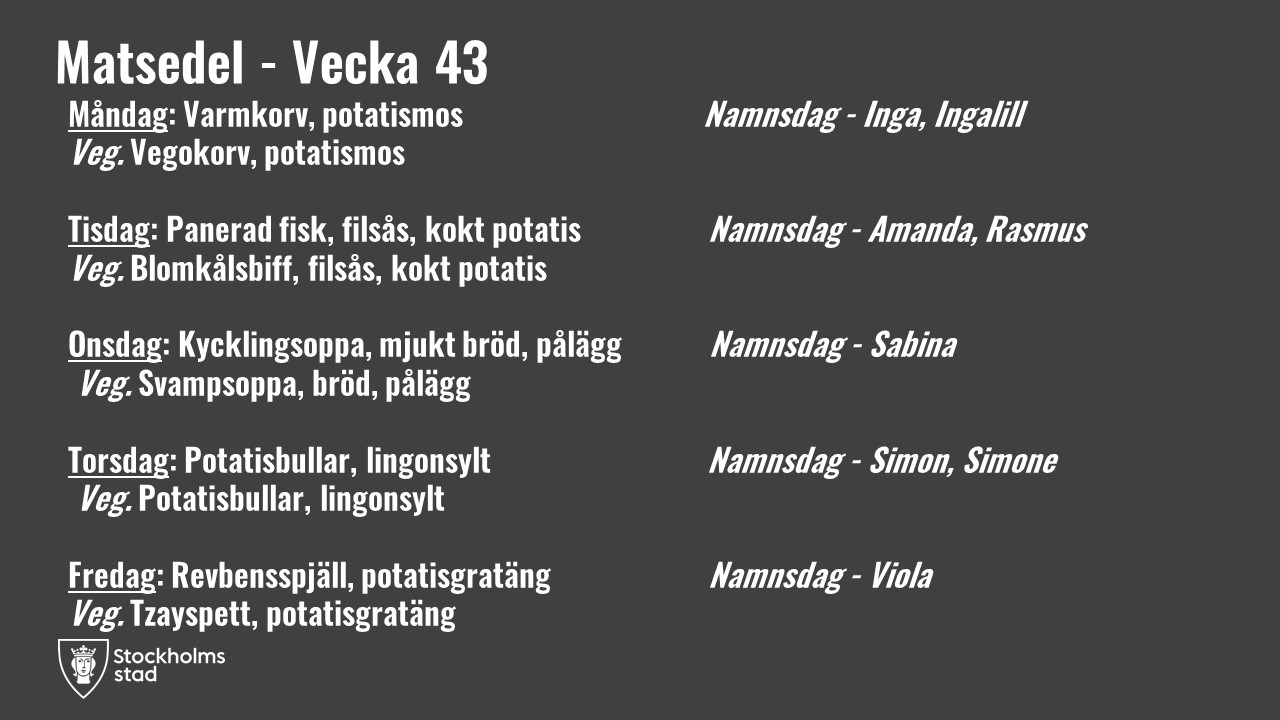 Matsedel - Vecka 43
Måndag: Varmkorv, potatismos
Namnsdag - Inga, Ingalill
Veg. Vegokorv, potatismos
Tisdag: Panerad fisk, filsås, kokt potatis
Namnsdag - Amanda, Rasmus
Veg. Blomkålsbiff, filsås, kokt potatis
Onsdag: Kycklingsoppa, mjukt bröd, pålägg
Namnsdag - Sabina
Veg. Svampsoppa, bröd, pålägg
Torsdag: Potatisbullar, lingonsylt
Namnsdag - Simon, Simone
Veg. Potatisbullar, lingonsylt
Fredag: Revbensspjäll, potatisgratäng
Namnsdag - Viola
Veg. Tzayspett, potatisgratäng
Stockholms
stad